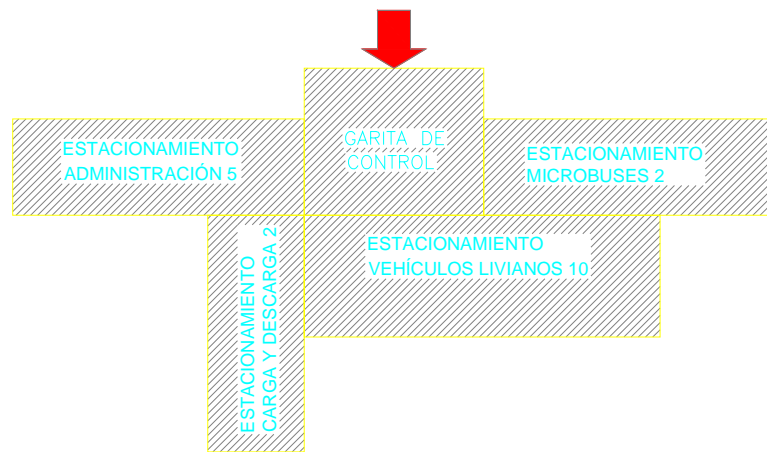 ESTACIONAMIENTO
ADMINISTRACIÓN 5
GARITA DE
CONTROL
ESTACIONAMIENTO
MICROBUSES 2
ESTACIONAMIENTO
CARGA Y DESCARGA 2
ESTACIONAMIENTO
VEHÍCULOS LIVIANOS 10